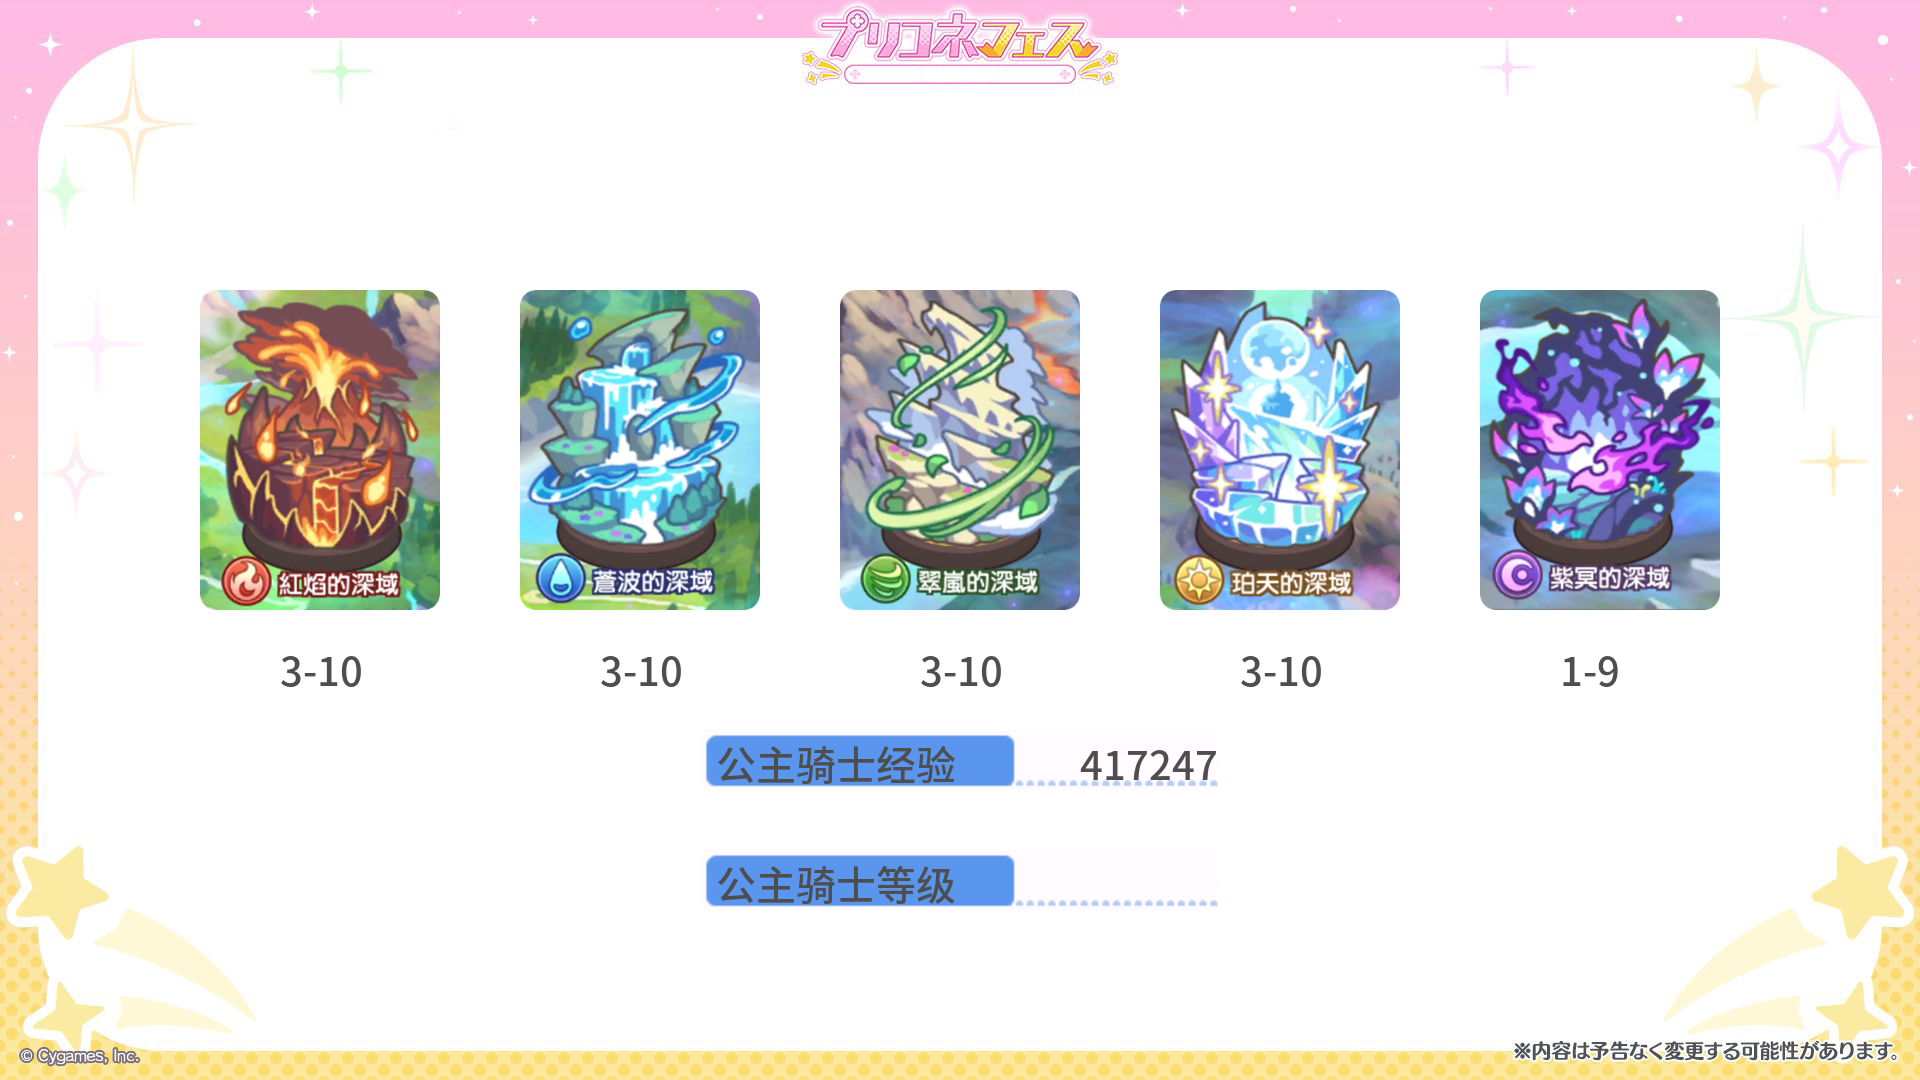 プリコネフェス
紅焰的深域
蒼波的深域
翠嵐的深域
珀天的深域
紫冥的深域
3-10
3-10
3-10
3-10
1-9
公主骑士经验
417247
公主骑士等级
© Cygames, Inc.
※内容は予告なく変更する可能性があります。